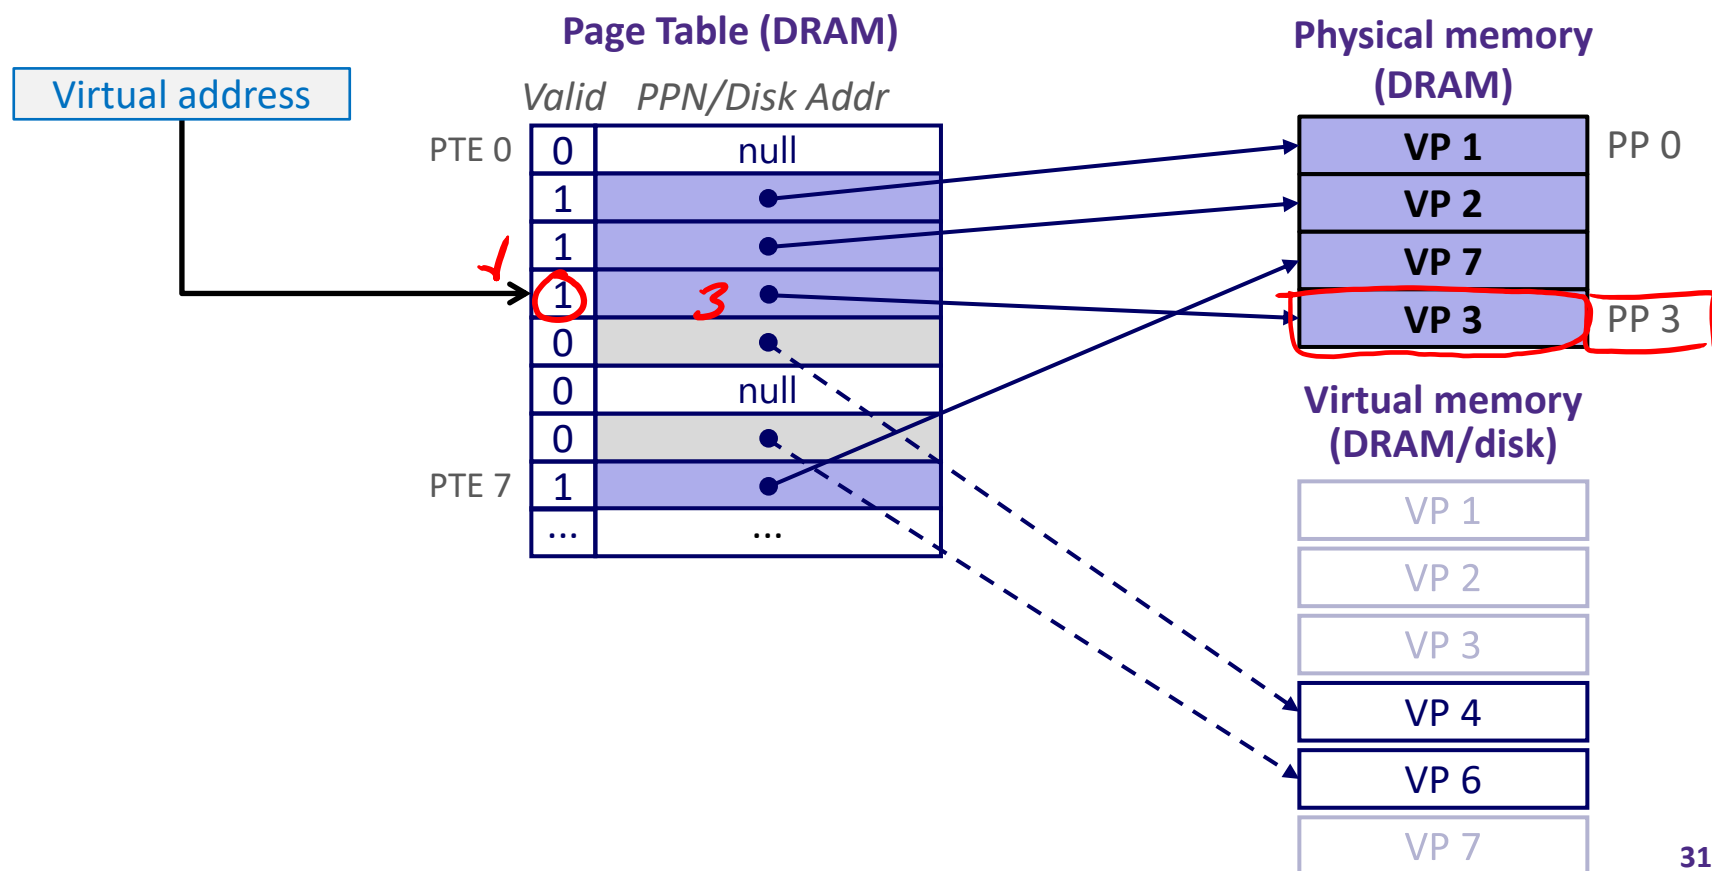 Page Table (DRAM)
Physical memory
(DRAM)
Virtual address
Valid PPN/Disk Addr
PTE 0 0 null
VP 1 PP 0
1
VP 2
1
VP 7
1 3
VP 3 PP 3
0
0 null
0
PTE 7 1
... ...
Virtual memory
(DRAM/disk)
VP 1
VP 2
VP 3
VP 4
VP 6
VP 7
31